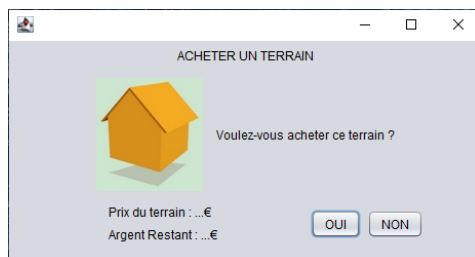 ACHETER UN TERRAIN
Voulez-vous acheter ce terrain ?
Prix du terrain : ...€
Argent Restant : ...€
OUI
NON